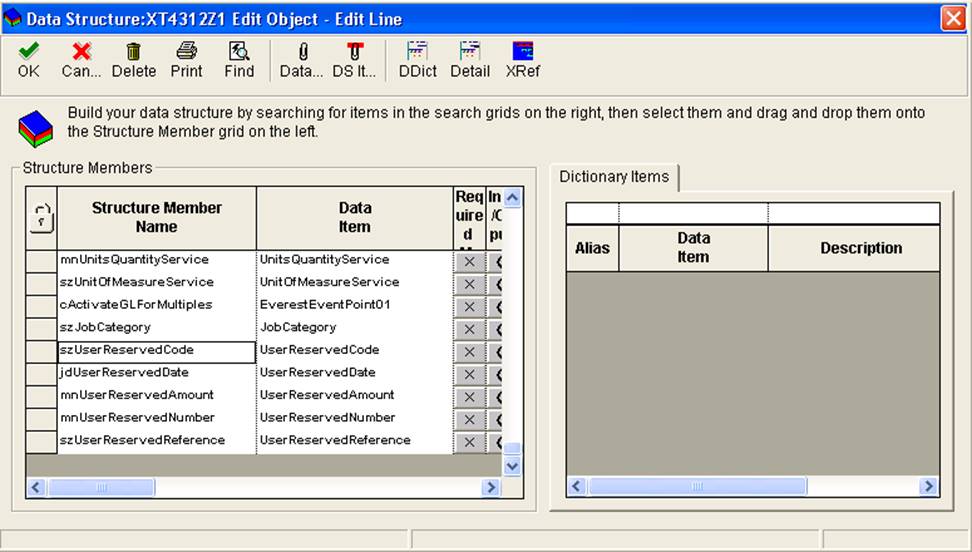 Data Structure:XT4312Z1 Edit Object - Edit Line
OK Can... Delete Print Find Data... DS It... DDict Detail XRef
Build your data structure by searching for items in the search grids on the right, then select them and drag and drop them onto
the Structure Member grid on the left.
Structure Members
Structure Member
Name
Data
Item
Req
uire
d
In
/O
pu
mnUnitsQuantityService UnitsQuantityService
szUnitOfMeasureService UnitOfMeasureService
cActivateGLForMultiples EverestEventPoint01
szJobCategory JobCategory
szUserReservedCode UserReservedCode
jdUserReservedDate UserReservedDate
mnUserReservedAmount UserReservedAmount
mnUserReservedNumber UserReservedNumber
szUserReservedReference UserReservedReference
Dictionary Items
Alias
Data
Item
Description